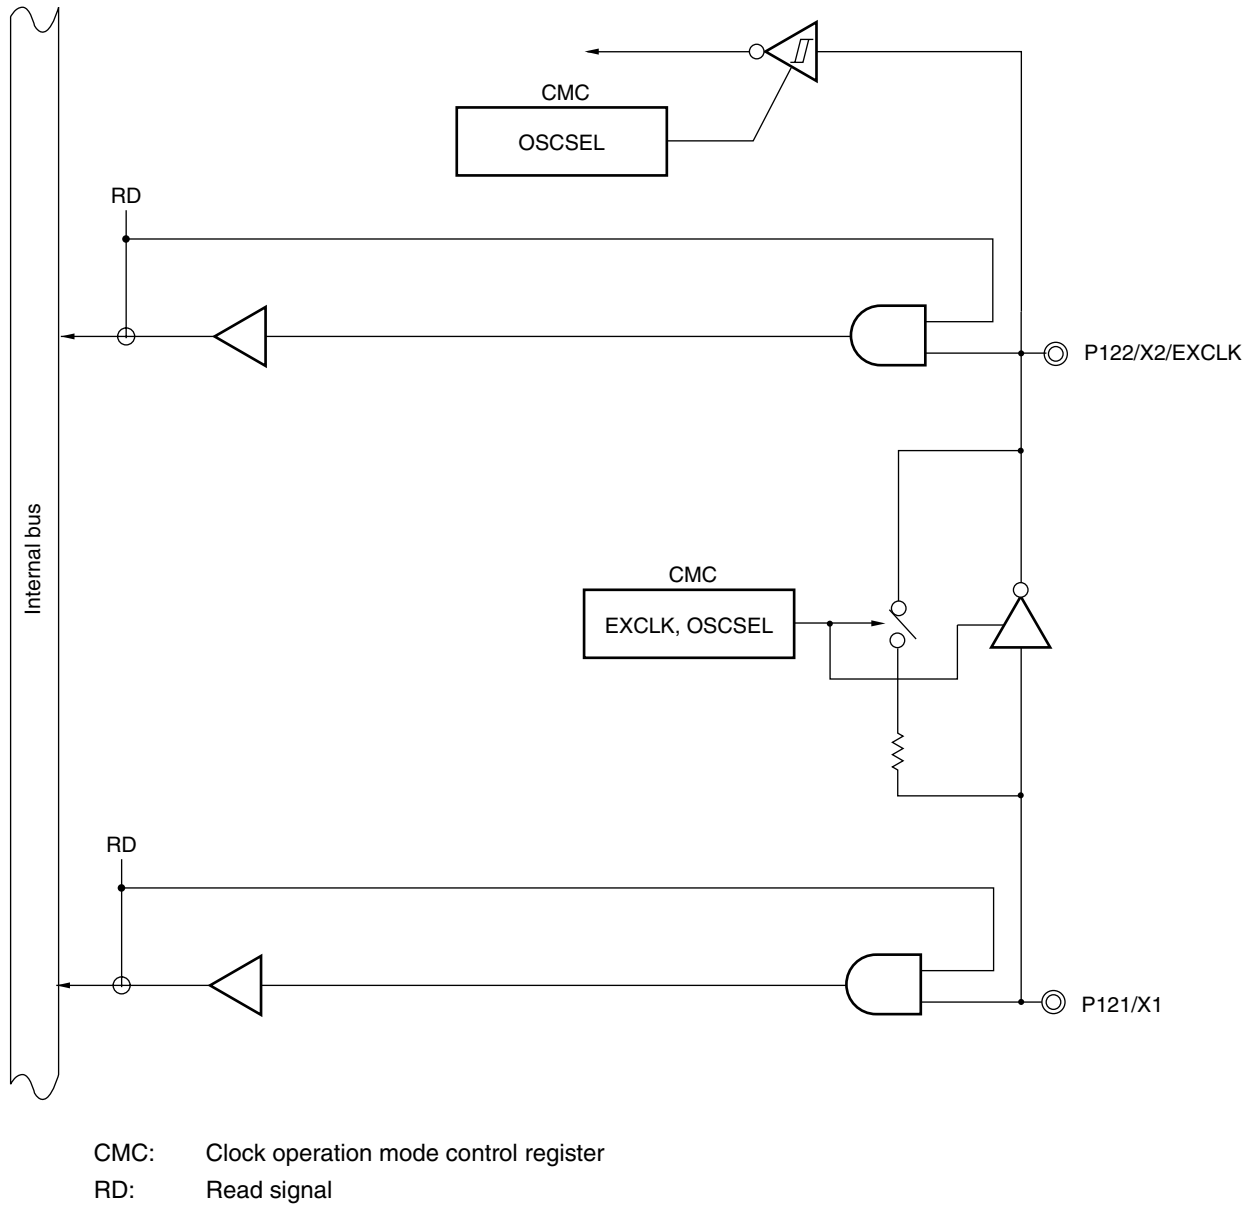 CMC
OSCSEL
RD
P122/X2/EXCLK
Internal bus
CMC
EXCLK, OSCSEL
RD
P121/X1
CMC: Clock operation mode control register
RD: Read signal